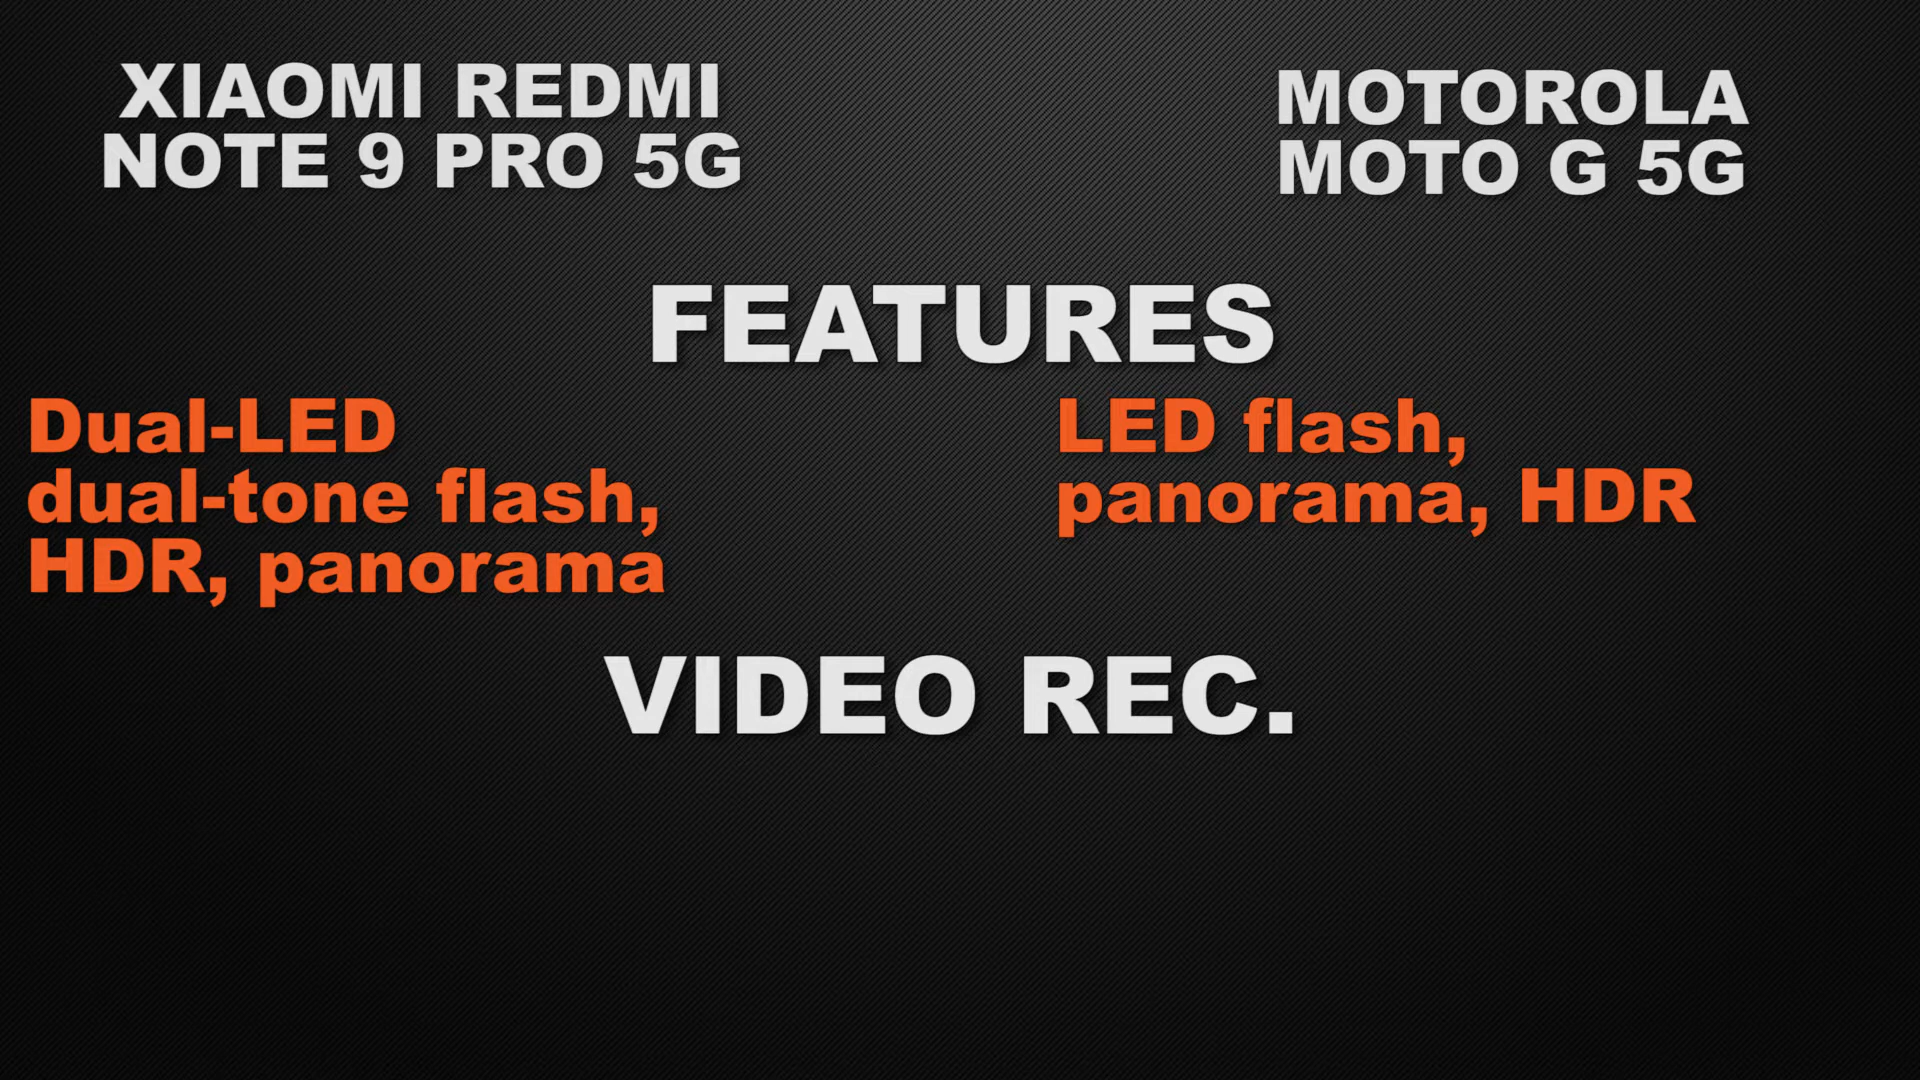 XIAOMI REDMI
NOTE 9 PRO 5G
MOTOROLA
MOTO G 5G
FEATURES
Dual-LED
dual-tone flash,
HDR, panorama
LED flash,
panorama, HDR
VIDEO REC.